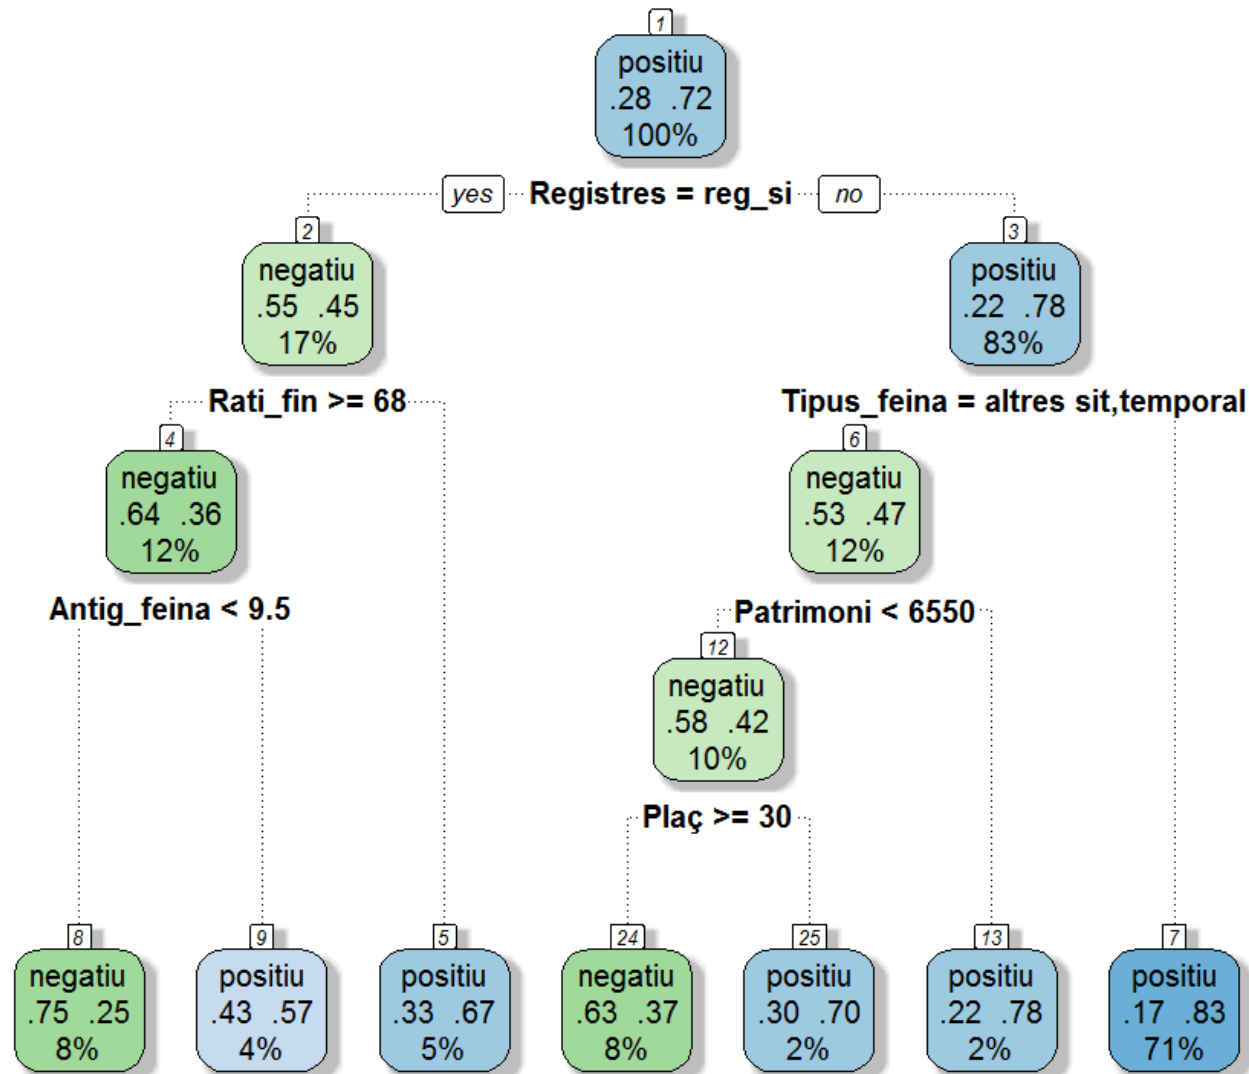 1
positiu
.28 .72
100%
yes Registres = reg_si no
2
negatiu
.55 .45
17%
3
positiu
.22 .78
83%
Rati_fin >= 68
Tipus_feina = altres sit,temporal
4
negatiu
.64 .36
12%
6
negatiu
.53 .47
12%
Antig_feina < 9.5
Patrimoni < 6550
12
negatiu
.58 .42
10%
Plaç >= 30
8
negatiu
.75 .25
8%
9
positiu
.43 .57
4%
5
positiu
.33 .67
5%
24
negatiu
.63 .37
8%
25
positiu
.30 .70
2%
13
positiu
.22 .78
2%
7
positiu
.17 .83
71%